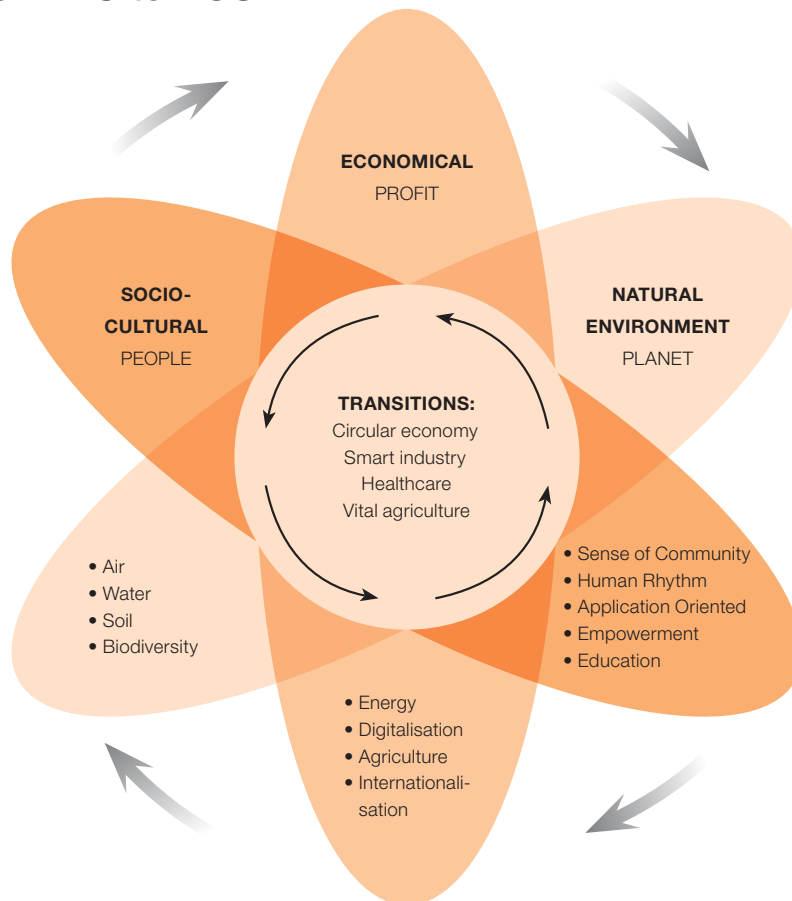 ECONOMICAL
PROFIT
SOCIO-
CULTURAL
PEOPLE
NATURAL
ENVIRONMENT
PLANET
TRANSITIONS:
Circular economy
Smart industry
Healthcare
Vital agriculture
• Air
• Water
• Soil
• Biodiversity
• Sense of Community
• Human Rhythm
• Application Oriented
• Empowerment
• Education
• Energy
• Digitalisation
• Agriculture
• Internationali-
sation